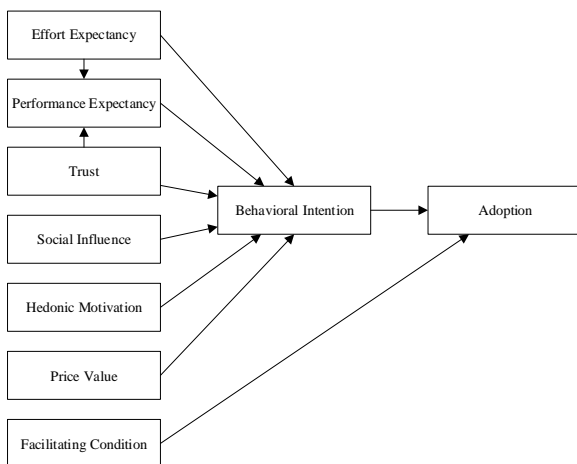 Effort Expectancy
Performance Expectancy
Trust
Social Influence
Hedonic Motivation
Price Value
Facilitating Condition
Behavioral Intention
Adoption